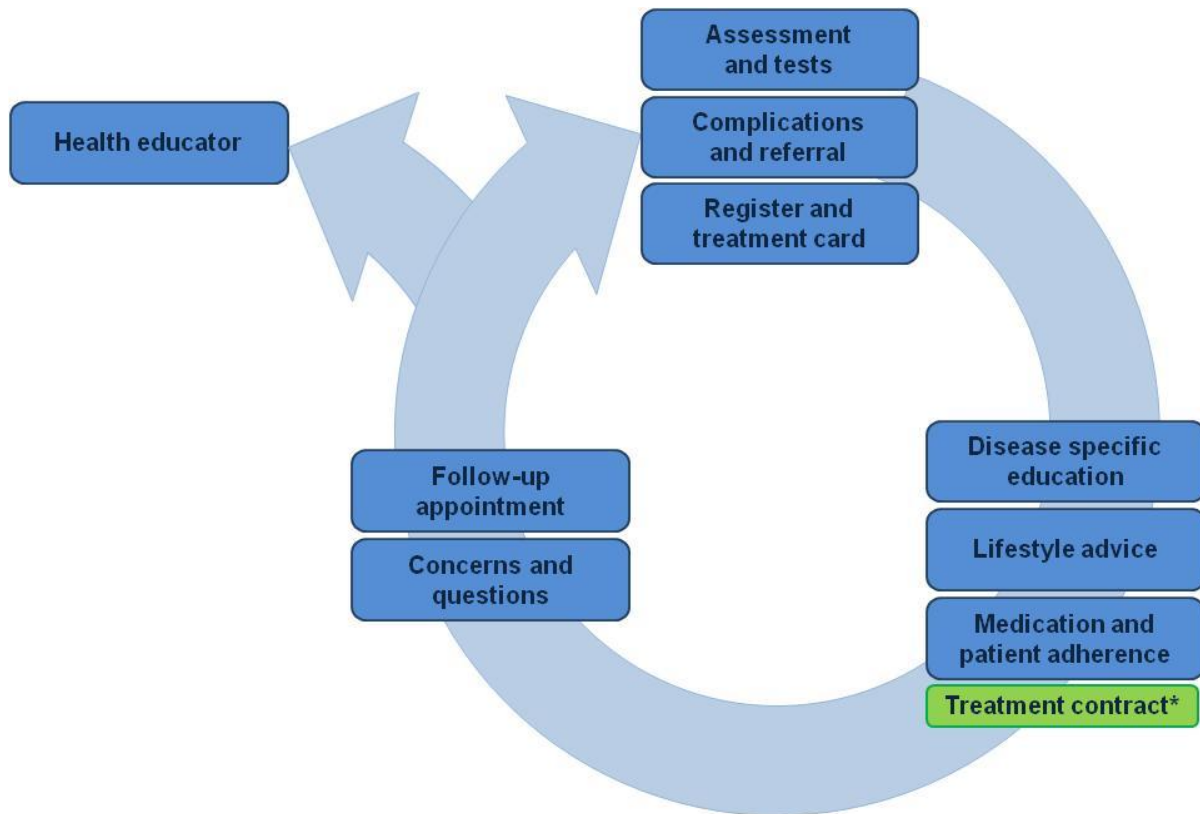 Assessment
and tests
Complications
and referral
Register and
treatment card
Health educator
Disease specific
education
Lifestyle advice
Medication and
patient adherence
Treatment contract*
Follow-up
appointment
Concerns and
questions